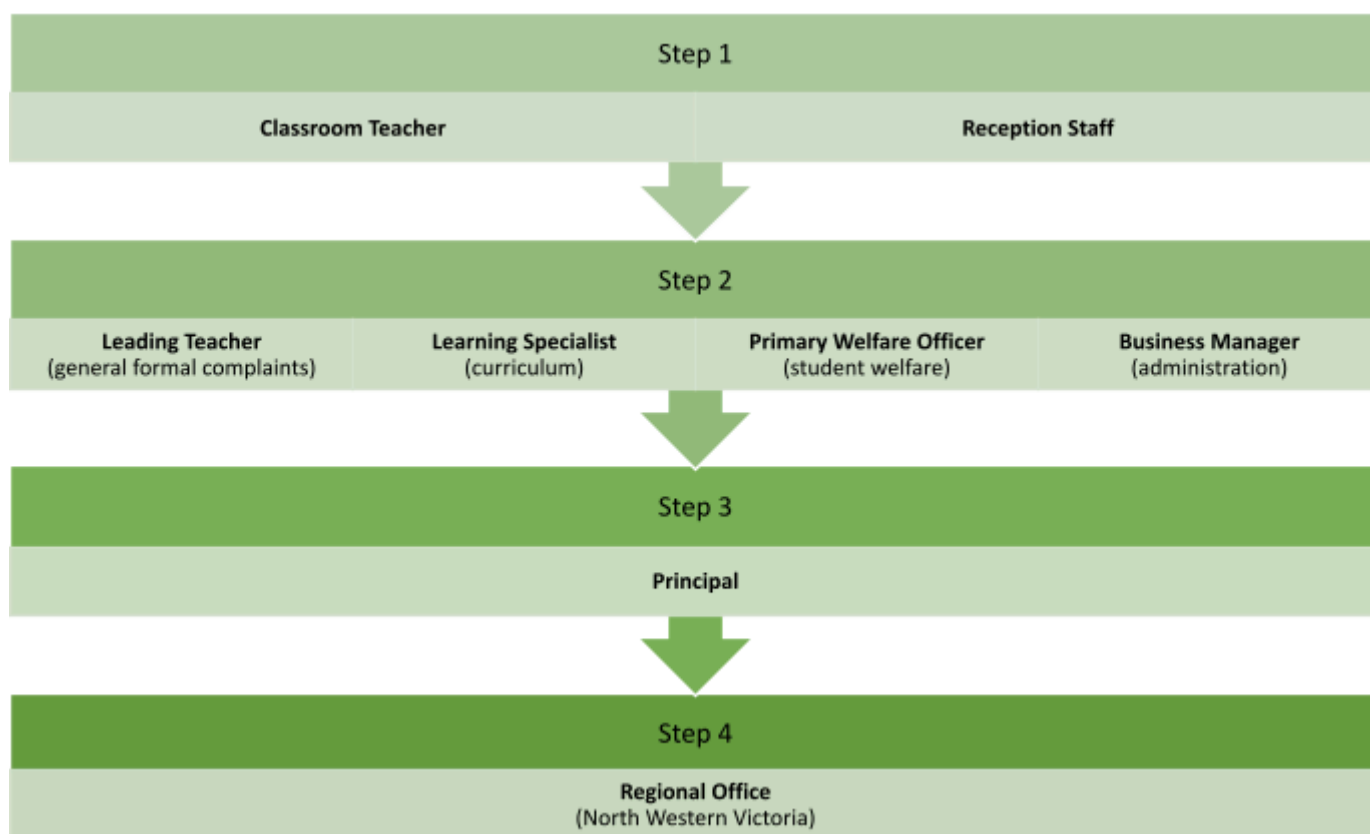 Step 1
Classroom Teacher
Reception Staff
Step 2
Leading Teacher
(general formal complaints)
Learning Specialist
(curriculum)
Primary Welfare Officer
(student welfare)
Business Manager
(administration)
Step 3
Principal
Step 4
Regional Office
(North Western Victoria)